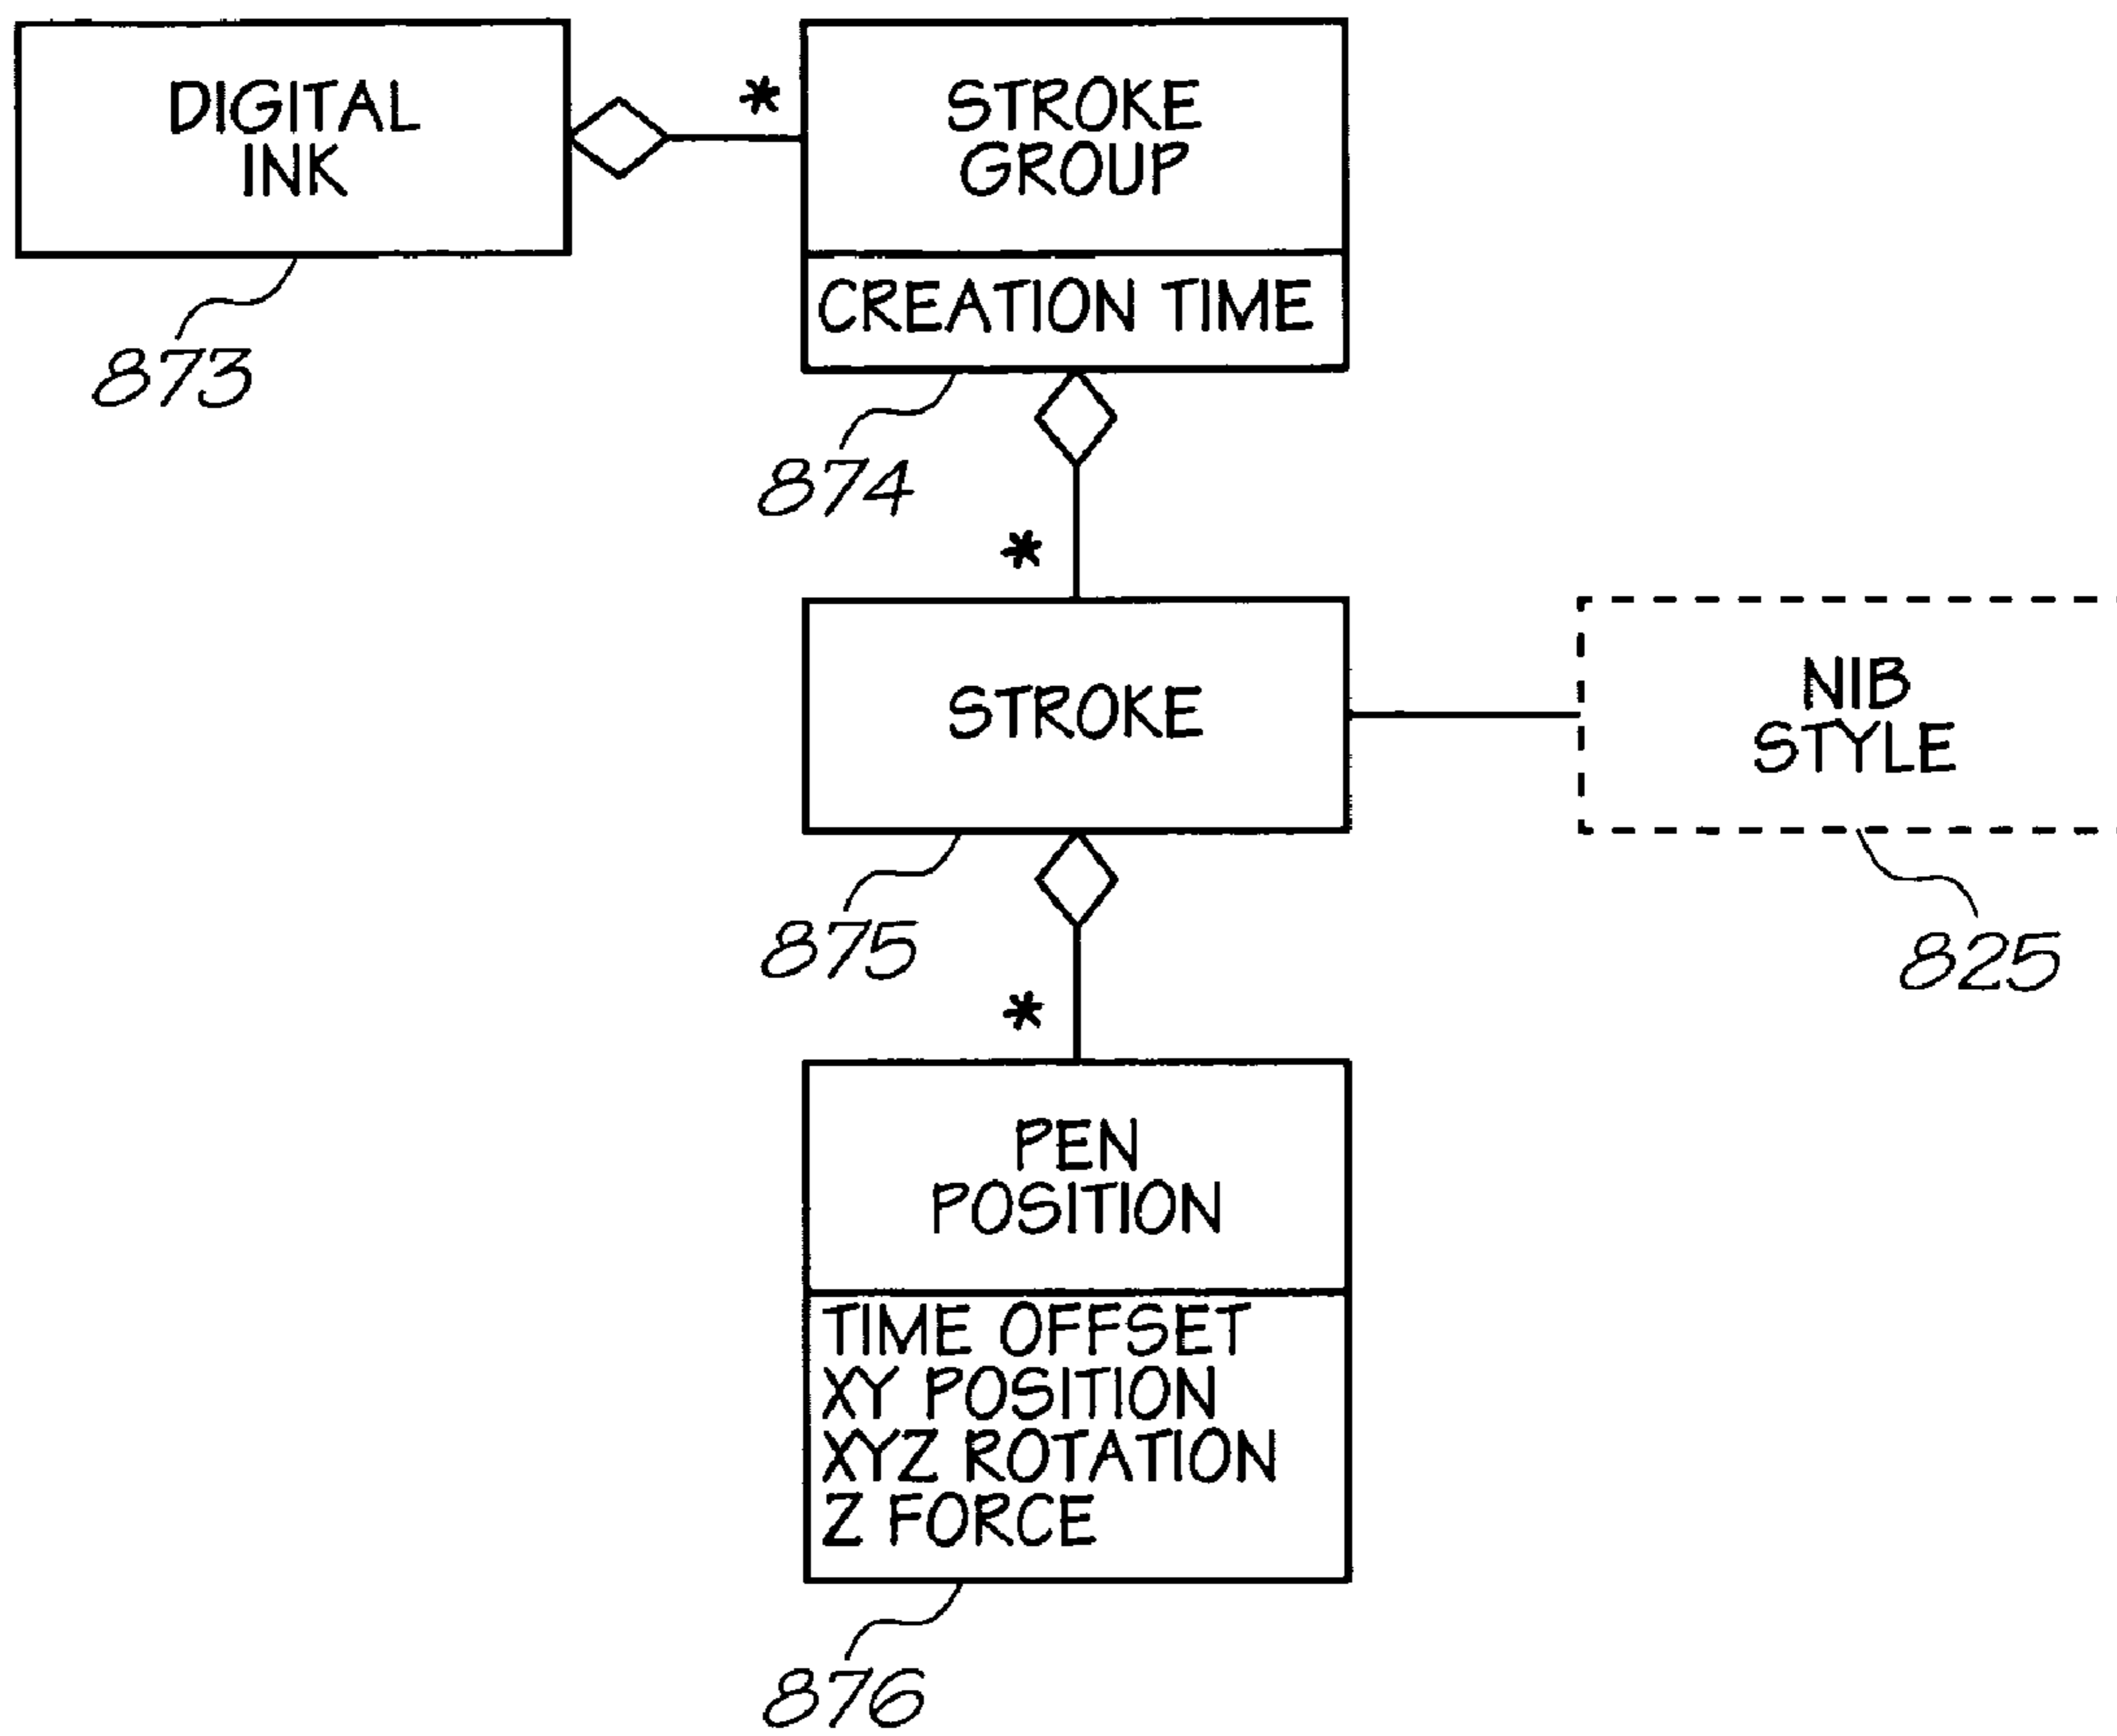 DIGITAL
INK
*
STROKE
GROUP
CREATION TIME
873
874
*
STROKE
NIB
STYLE
875
825
*
PEN
POSITION
TIME OFFSET
XY POSITION
XYZ ROTATION
Z FORCE
876